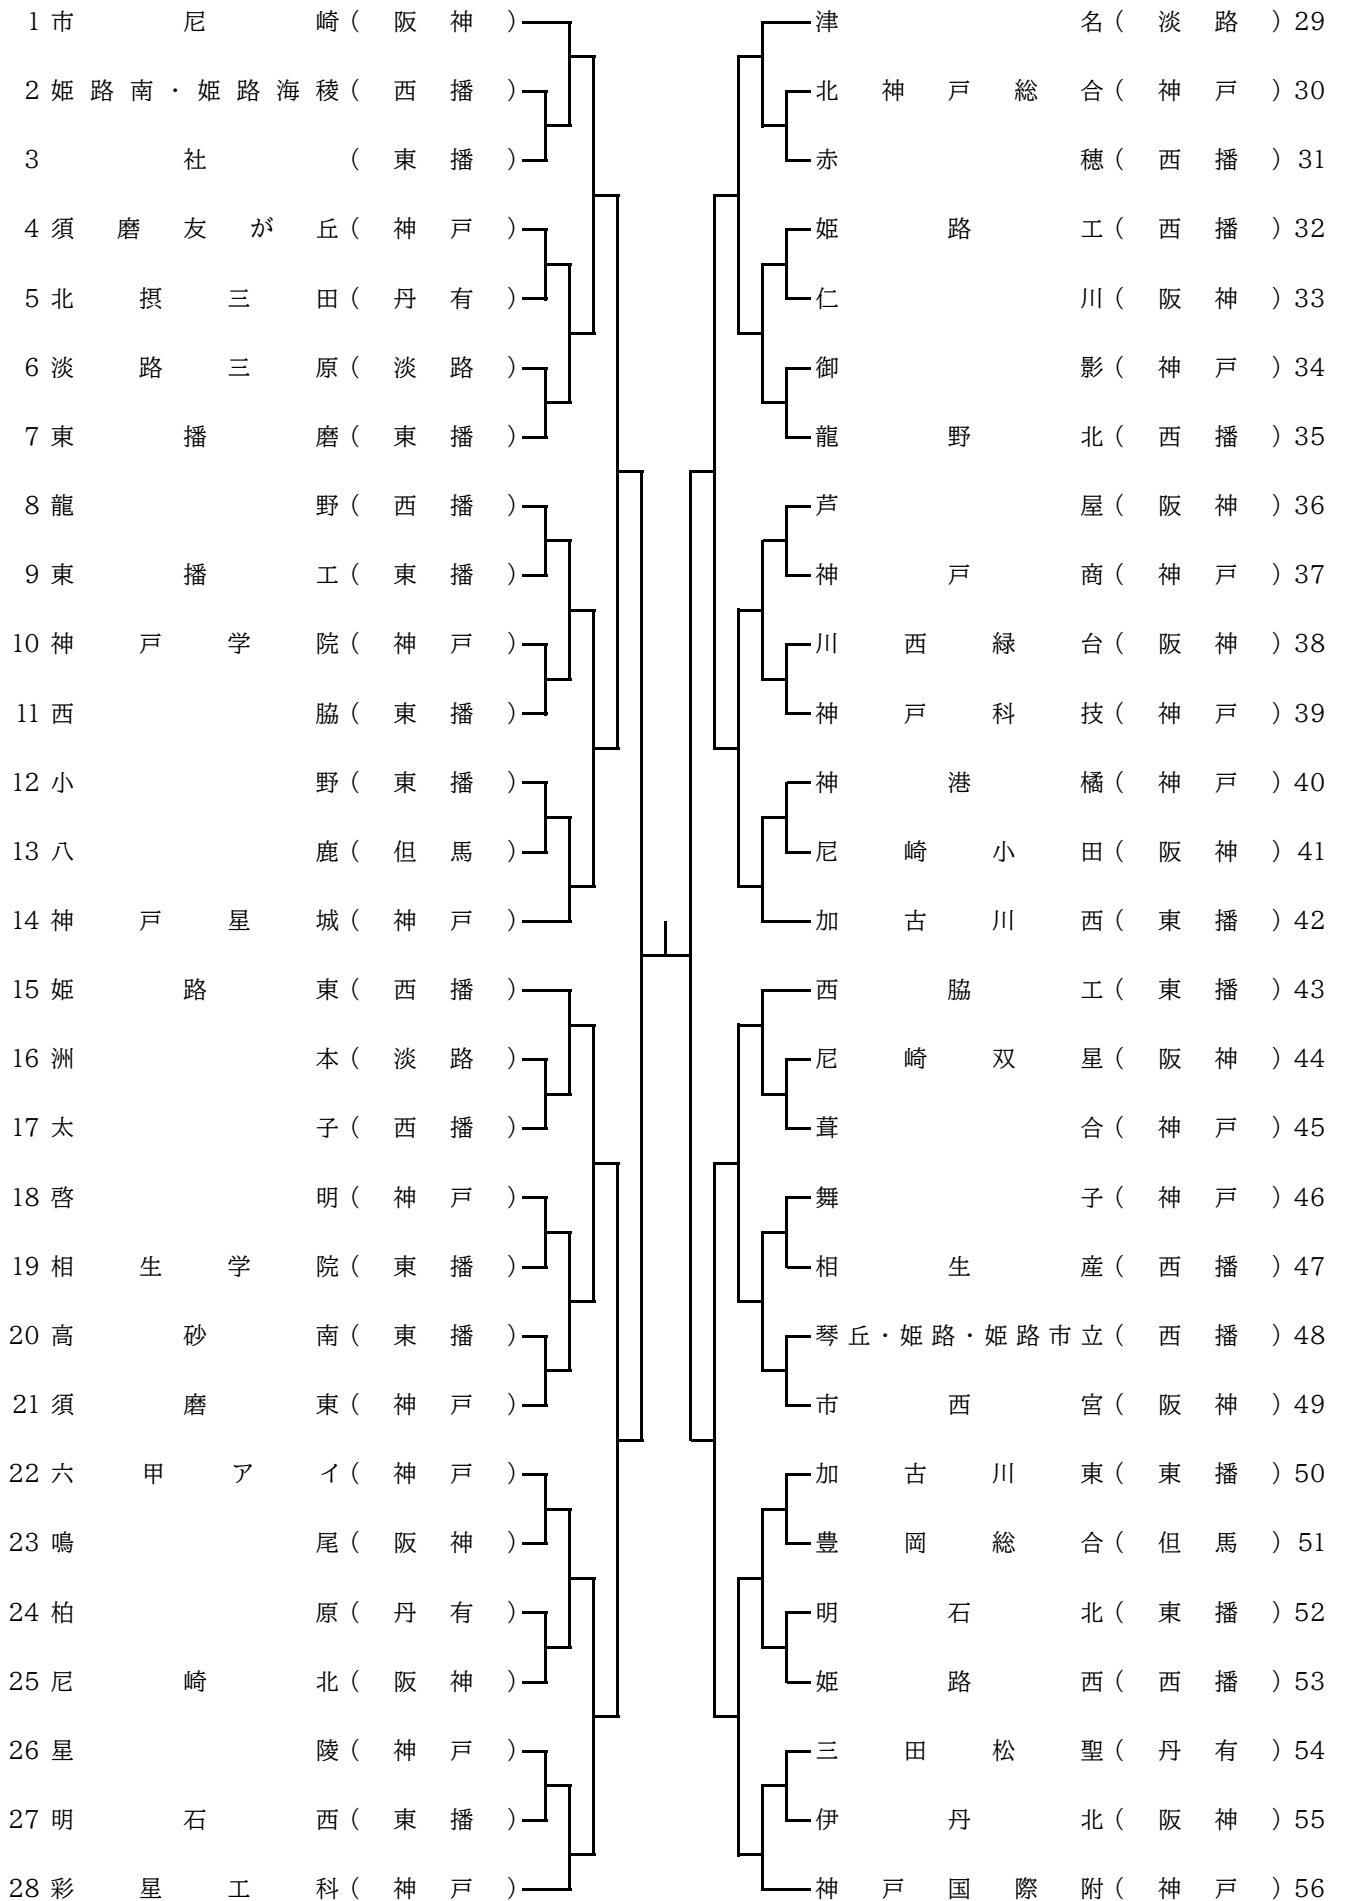 1 市尼崎（阪神）
2 姫路南・姫路海稜（西播）
3 社（東播）
4 須磨友が丘（神戸）
5 北摂三田（丹有）
6 淡路三原（淡路）
7 東播磨（東播）
8 龍野（西播）
9 東播工（東播）
10 神戸学院（神戸）
11 西脇（東播）
12 小野（東播）
13 八鹿（但馬）
14 神戸星城（神戸）
15 姫路東（西播）
16 洲本（淡路）
17 太子（西播）
18 啓明（神戸）
19 相生学院（東播）
20 高砂南（東播）
21 須磨東（神戸）
22 六甲アイ（神戸）
23 鳴尾（阪神）
24 柏原（丹有）
25 尼崎北（阪神）
26 星陵（神戸）
27 明石西（東播）
28 彩星工科（神戸）
津名（淡路）29
北神戸総合（神戸）30
赤穂（西播）31
姫路工（西播）32
仁川（阪神）33
御影（神戸）34
龍野北（西播）35
芦屋（阪神）36
神戸商（神戸）37
川西緑台（阪神）38
神戸科技（神戸）39
神港橘（神戸）40
尼崎小田（阪神）41
加古川西（東播）42
西脇工（東播）43
尼崎双星（阪神）44
葺合（神戸）45
舞子（神戸）46
相生産（西播）47
琴丘・姫路・姫路市立（西播）48
市西宮（阪神）49
加古川東（東播）50
豊岡総合（但馬）51
明石北（東播）52
姫路西（西播）53
三田松聖（丹有）54
伊丹北（阪神）55
神戸国際附（神戸）56